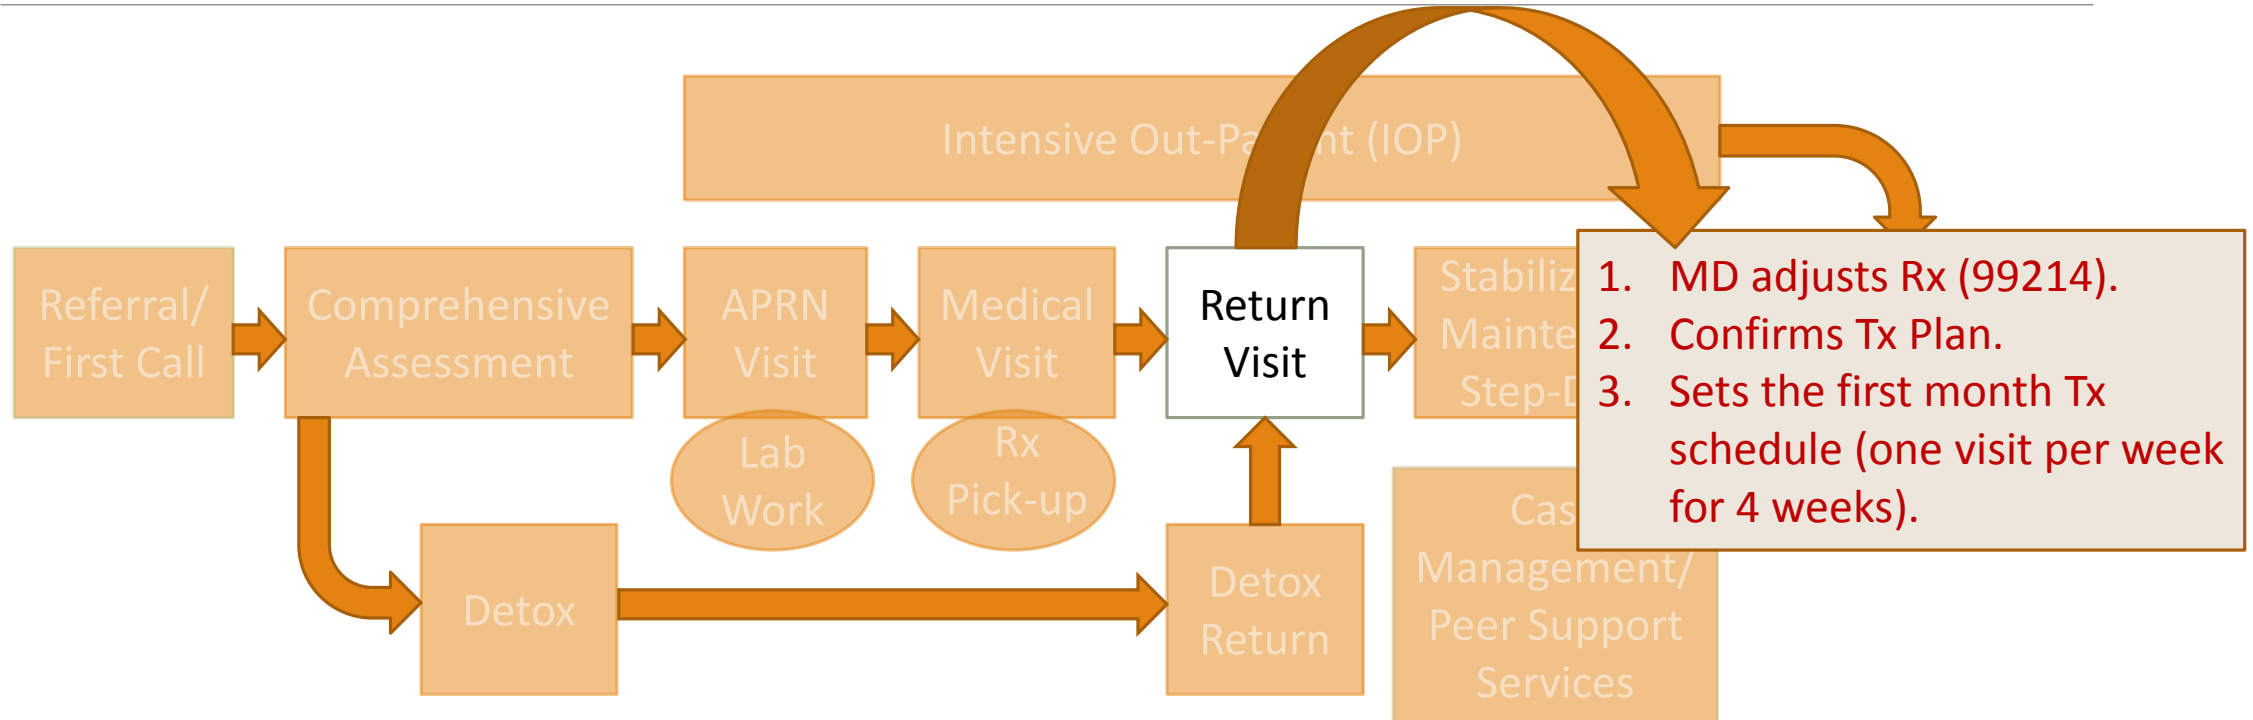 Intensive Out-Pa nt (IOP)
Referral/
First Call
Comprehensive
Assessment
APRN
Visit
Medical
Visit
Return
Visit
Stabiliz
Mainte
Step-
1. MD adjusts Rx (99214).
2. Confirms Tx Plan.
3. Sets the first month Tx
schedule (one visit per week
for 4 weeks).
Lab
Work
Rx
Pick-up
Detox
Detox
Return
Cas
Management/
Peer Support
Services